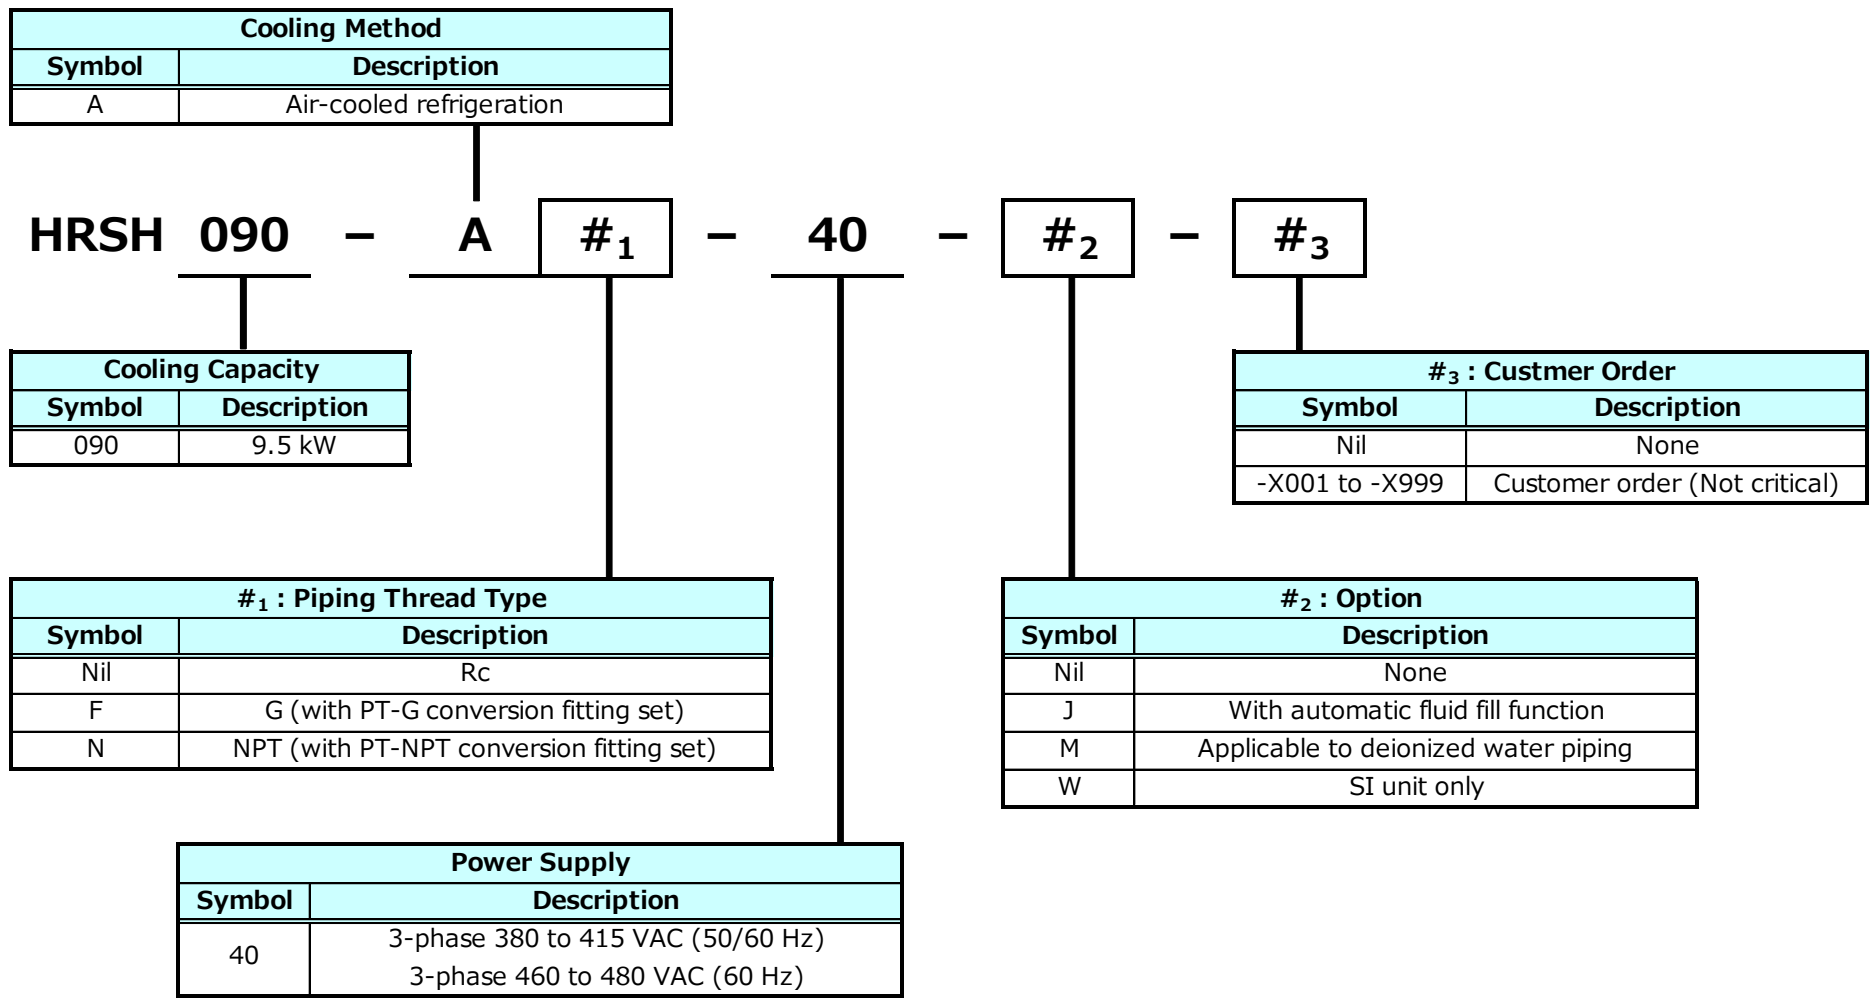 Cooling Method
Symbol Description
A Air-cooled refrigeration
HRSH 090 – A #1 – 40 – #2 – #3
Cooling Capacity
Symbol Description
090 9.5 kW
#3 : Custmer Order
Symbol Description
Nil None
-X001 to -X999 Customer order (Not critical)
#1 : Piping Thread Type
Symbol Description
Nil Rc
F G (with PT-G conversion fitting set)
N NPT (with PT-NPT conversion fitting set)
#2 : Option
Symbol Description
Nil None
J With automatic fluid fill function
M Applicable to deionized water piping
W SI unit only
Power Supply
Symbol Description
40 3-phase 380 to 415 VAC (50/60 Hz)
3-phase 460 to 480 VAC (60 Hz)